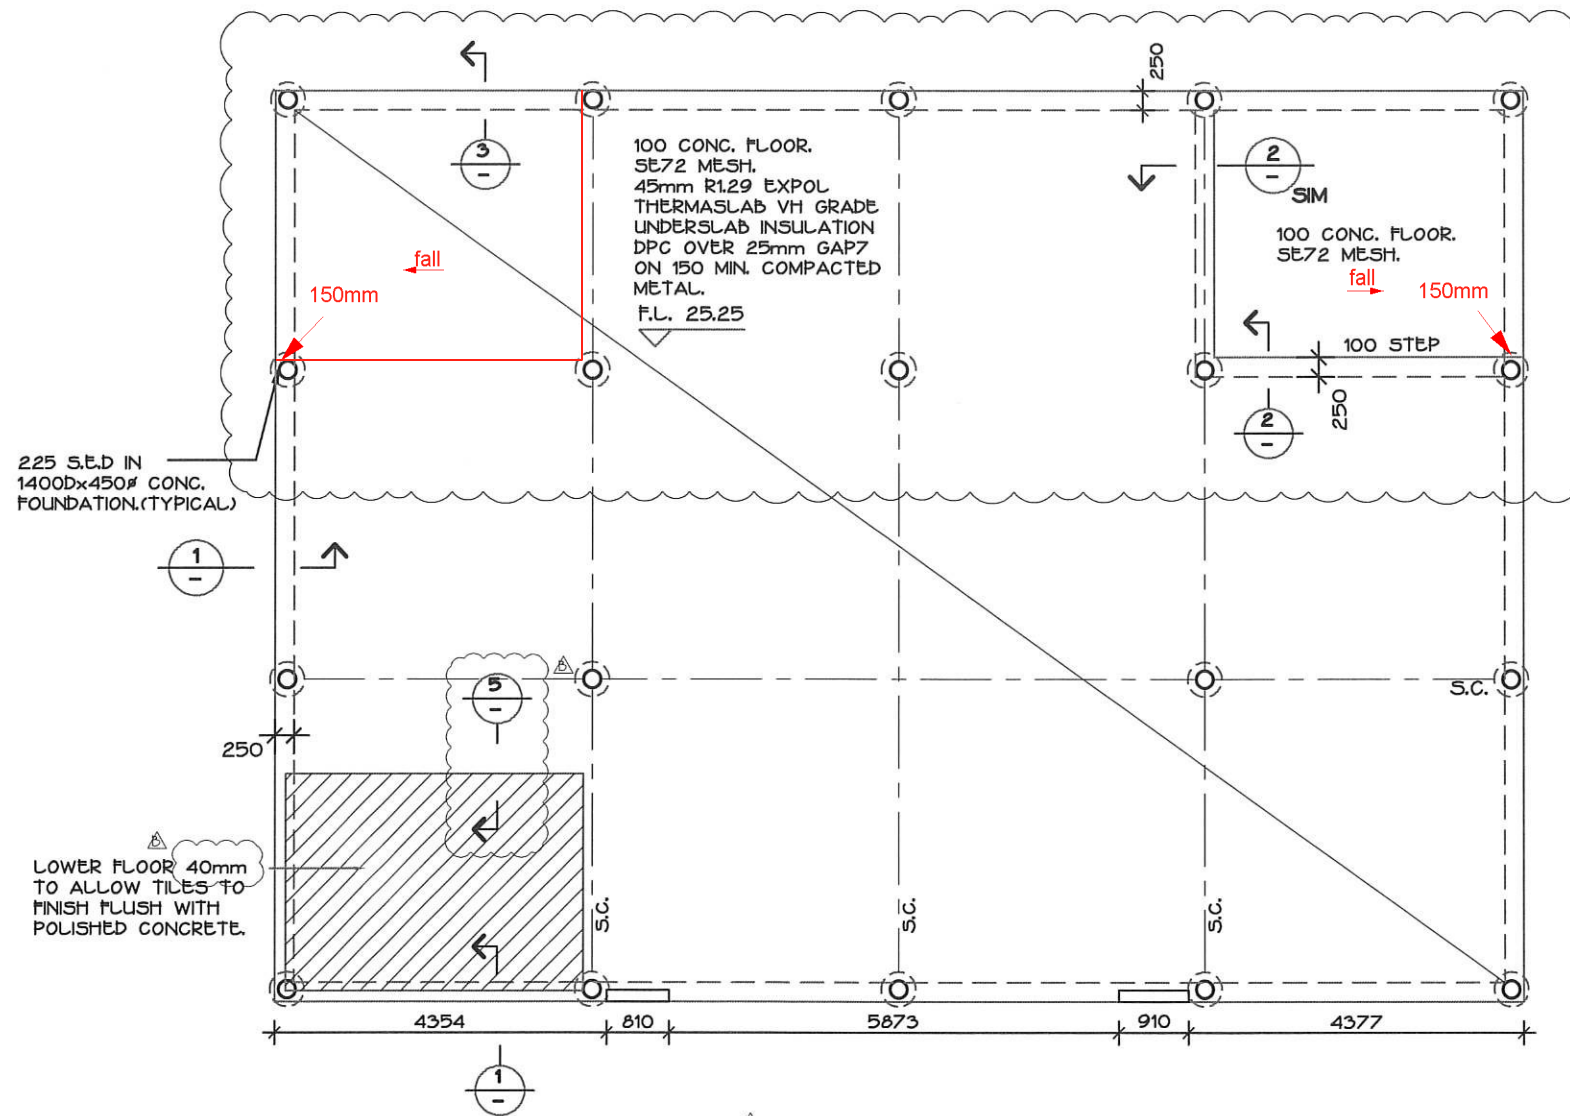 250
3
-
100 CONC. FLOOR.
SE72 MESH.
45mm R1.29 EXPOL
THERMASLAB VH GRADE
UNDERSLAB INSULATION
DPC OVER 25mm GAP7
ON 150 MIN. COMPACTED
METAL.
F.L. 25.25
2
-
SIM
100 CONC. FLOOR.
SE72 MESH.
fall
150mm
fall
150mm
100 STEP
250
2
-
225 S.E.D IN
1400Dx450ø CONC.
FOUNDATION.(TYPICAL)
1
-
5
-
B
S.C.
250
B
LOWER FLOOR 40mm
TO ALLOW TILES TO
FINISH FLUSH WITH
POLISHED CONCRETE.
S.C.
S.C.
S.C.
4354
810
5873
910
4377
1
-